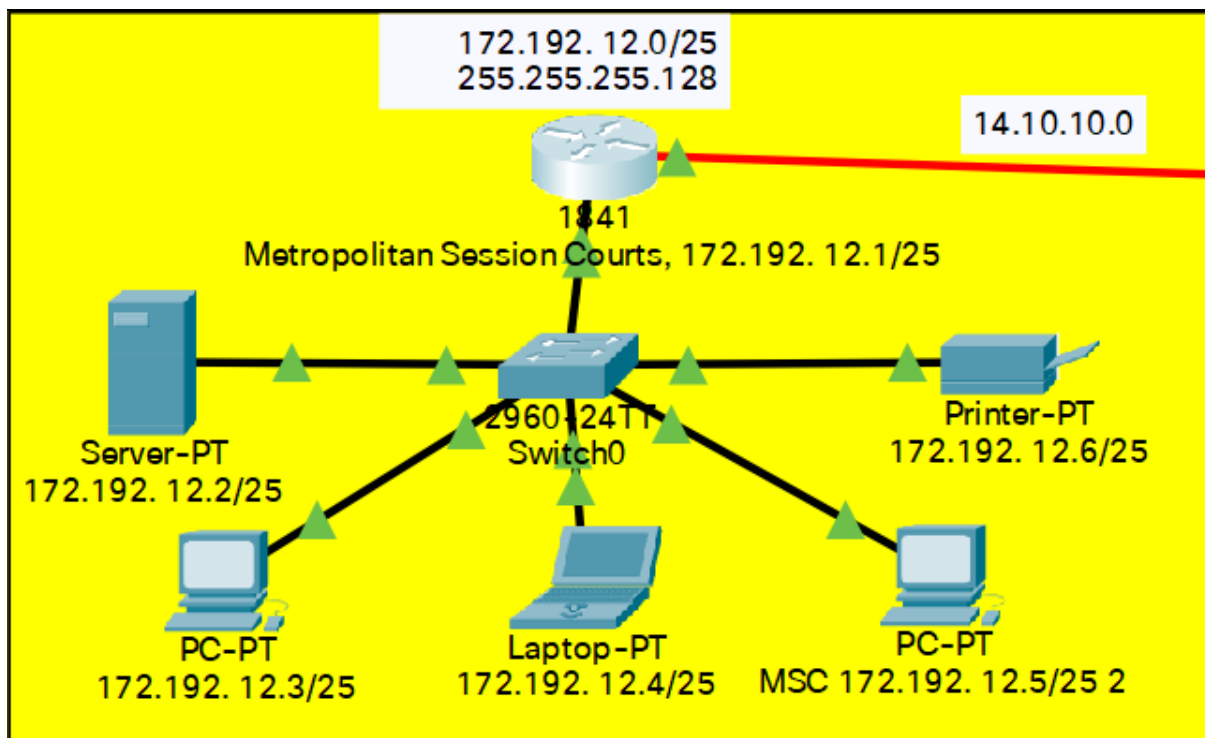 172.192. 12.0/25
255.255.255.128
14.10.10.0
1841
Metropolitan Session Courts, 172.192. 12.1/25
2960-24TT
Switch0
Server-PT
172.192. 12.2/25
Printer-PT
172.192. 12.6/25
PC-PT
172.192. 12.3/25
Laptop-PT
172.192. 12.4/25
PC-PT
MSC 172.192. 12.5/25 2